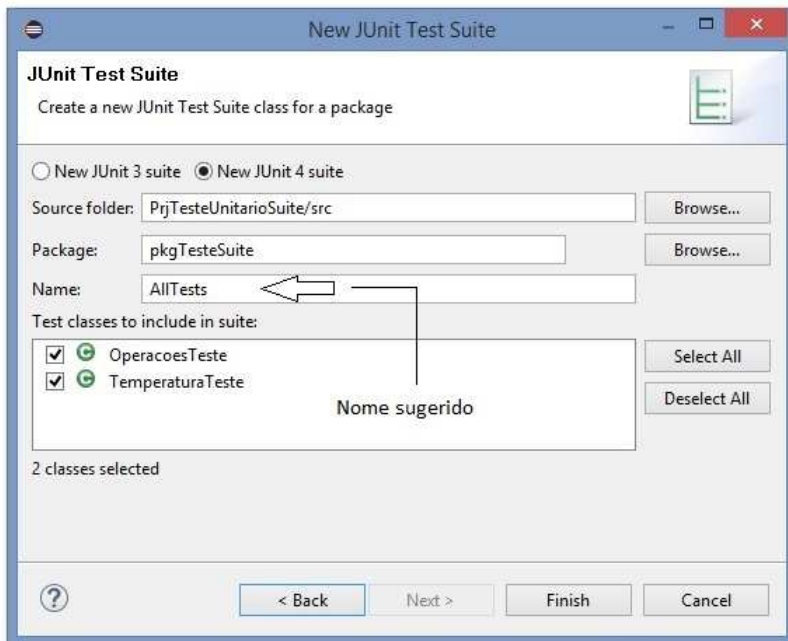 New JUnit Test Suite
JUnit Test Suite
Create a new JUnit Test Suite class for a package
New JUnit 3 suite New JUnit 4 suite
Source folder: PrjTesteUnitarioSuite/src Browse...
Package: pkgTesteSuite Browse...
Name: AllTests
Test classes to include in suite:
OperacoesTeste Select All
TemperaturaTeste
Deselect All
Nome sugerido
2 classes selected
? < Back Next > Finish Cancel